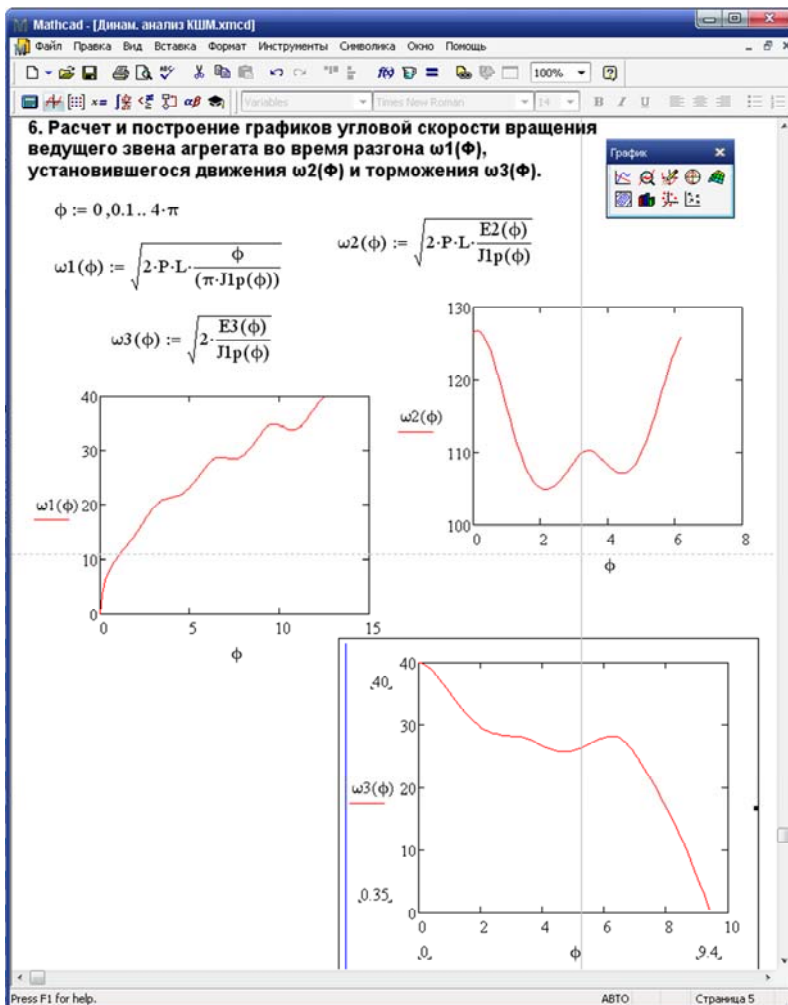 Mathcad - [Динам. анализ КШМ.xmcd]
Файл Правка Вид Вставка Формат Инструменты Символика Окно Помощь
100%
Variables Times New Roman 14 B I U
6. Расчет и построение графиков угловой скорости вращения
ведущего звена агрегата во время разгона ω1(Ф),
установившегося движения ω2(Ф) и торможения ω3(Ф).
График
ϕ := 0 ,0.1 .. 4·π
ω1(ϕ) := √(2·P·L·ϕ/(π·J1p(ϕ)))
ω2(ϕ) := √(2·P·L·E2(ϕ)/J1p(ϕ))
ω3(ϕ) := √(2·E3(ϕ)/J1p(ϕ))
130
120
110
100
ω2(ϕ)
0 2 4 6 8
ϕ
40
30
20
10
0
ω1(ϕ)
0 5 10 15
ϕ
40
30
20
10
0
40
ω3(ϕ)
0.35
0 2 4 6 8 10
0 ϕ 9.4
Press F1 for help. АВТО Страница 5